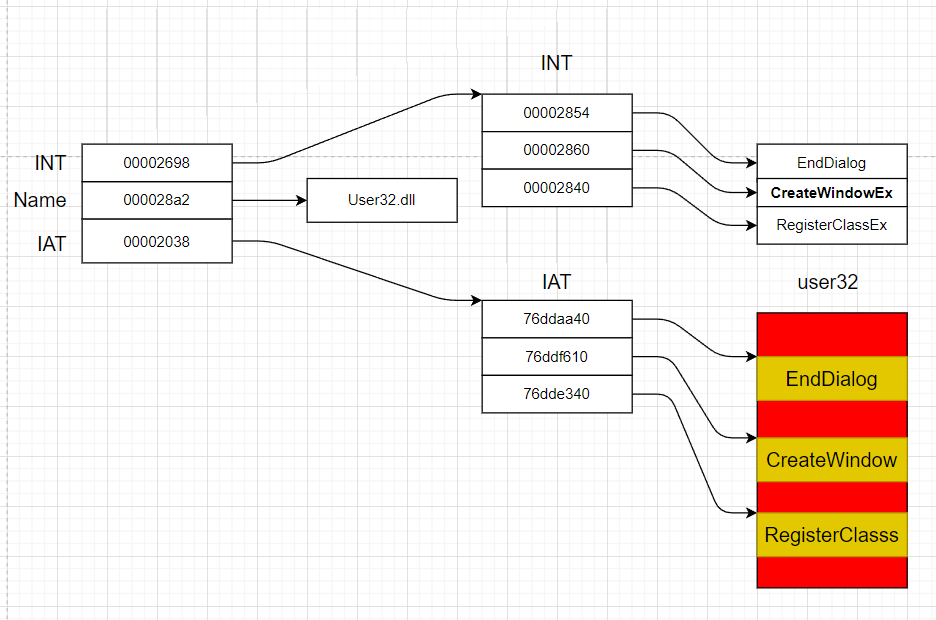 INT
00002698
Name
000028a2
IAT
00002038
User32.dll
INT
00002854
00002860
00002840
EndDialog
CreateWindowEx
RegisterClassEx
IAT
76ddaa40
76ddf610
76dde340
user32
EndDialog
CreateWindow
RegisterClasss